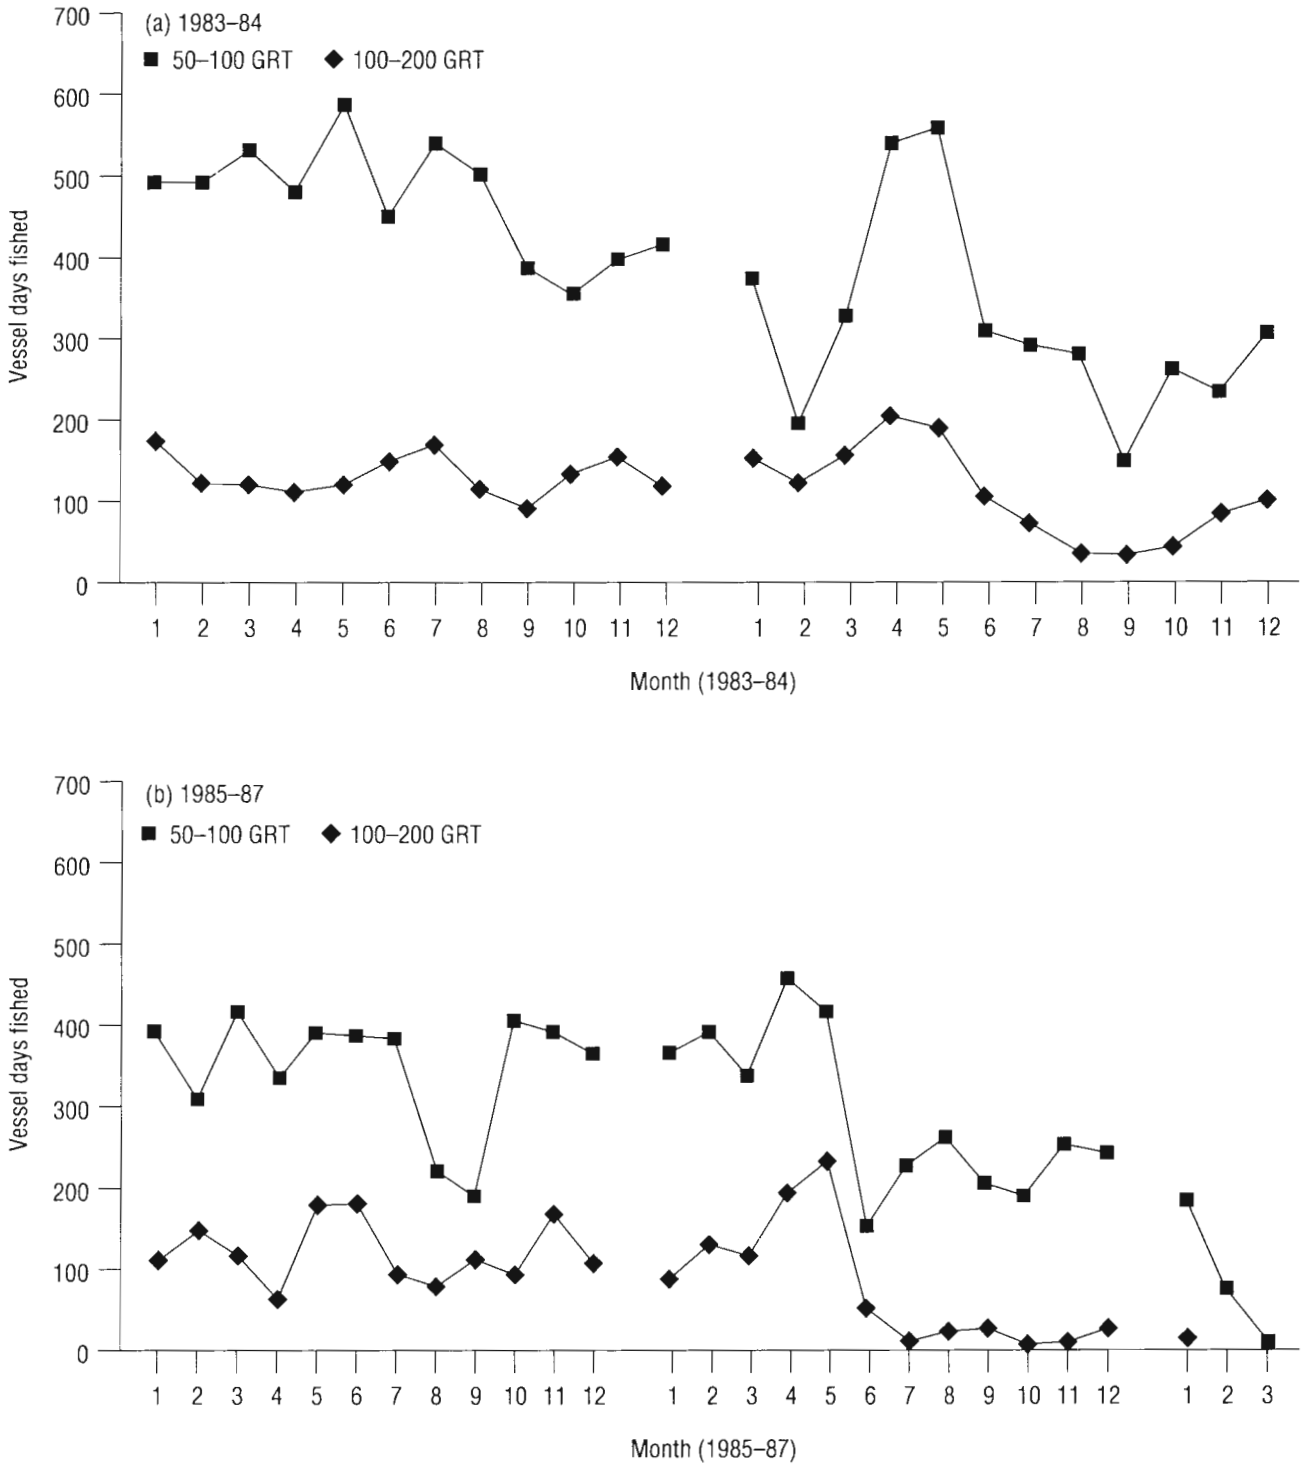 (a) 1983–84
50–100 GRT 100–200 GRT
700
600
500
400
300
200
100
0
Vessel days fished
1 2 3 4 5 6 7 8 9 10 11 12 1 2 3 4 5 6 7 8 9 10 11 12
Month (1983–84)
(b) 1985–87
50–100 GRT 100–200 GRT
700
600
500
400
300
200
100
0
Vessel days fished
1 2 3 4 5 6 7 8 9 10 11 12 1 2 3 4 5 6 7 8 9 10 11 12 1 2 3
Month (1985–87)